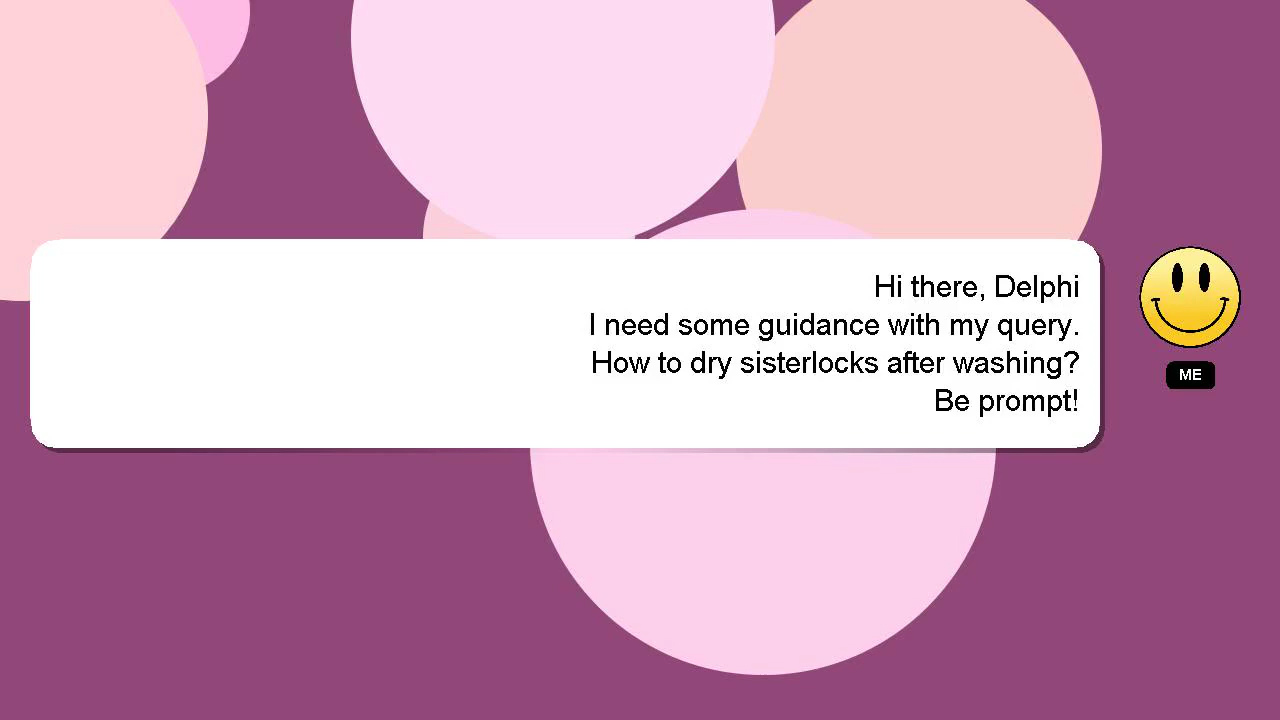 Hi there, Delphi
I need some guidance with my query.
How to dry sisterlocks after washing?
Be prompt!
ME